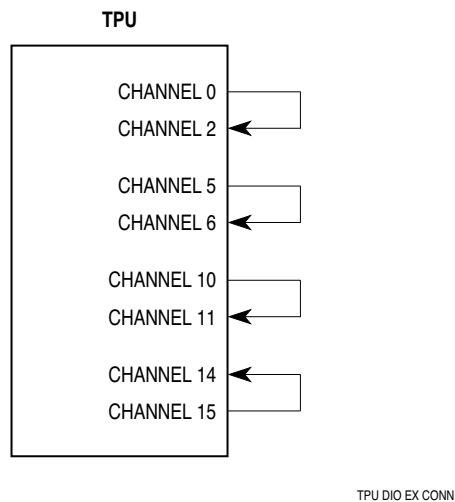 TPU
CHANNEL 0
CHANNEL 2
CHANNEL 5
CHANNEL 6
CHANNEL 10
CHANNEL 11
CHANNEL 14
CHANNEL 15
TPU DIO EX CONN